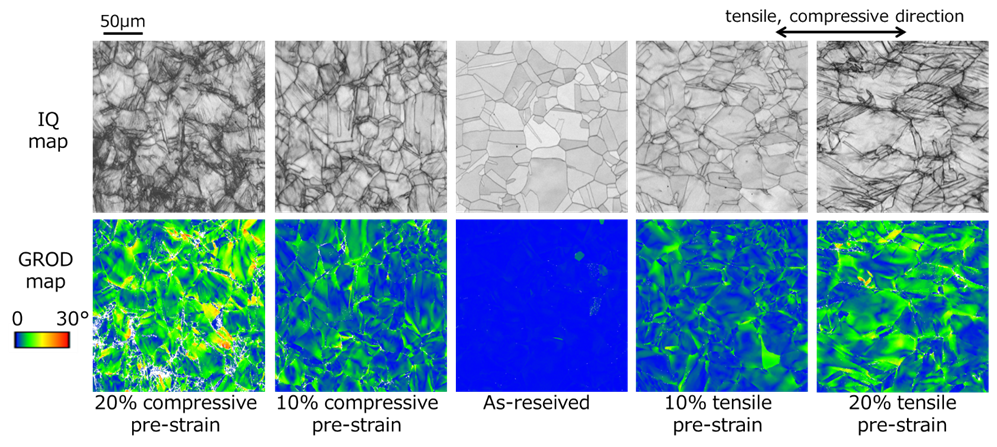 50μm
tensile, compressive direction
IQ
map
GROD
map
0 30°
20% compressive
pre-strain
10% compressive
pre-strain
As-reseived
10% tensile
pre-strain
20% tensile
pre-strain